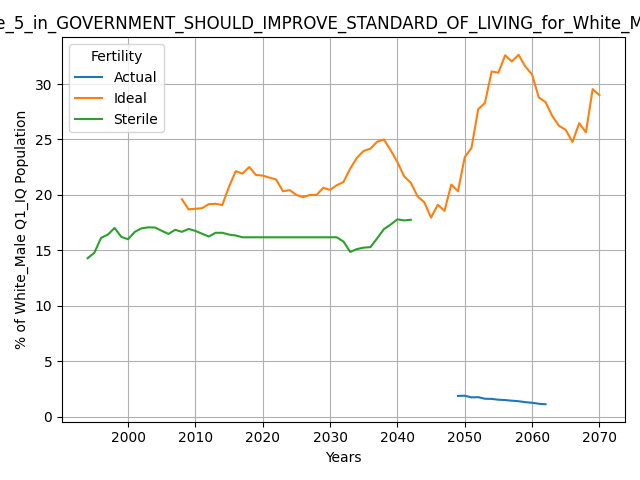 e_5_in_GOVERNMENT_SHOULD_IMPROVE_STANDARD_OF_LIVING_for_White_M
Fertility
Actual
Ideal
Sterile
% of White_Male Q1_IQ Population
30
25
20
15
10
5
0
2000 2010 2020 2030 2040 2050 2060 2070
Years